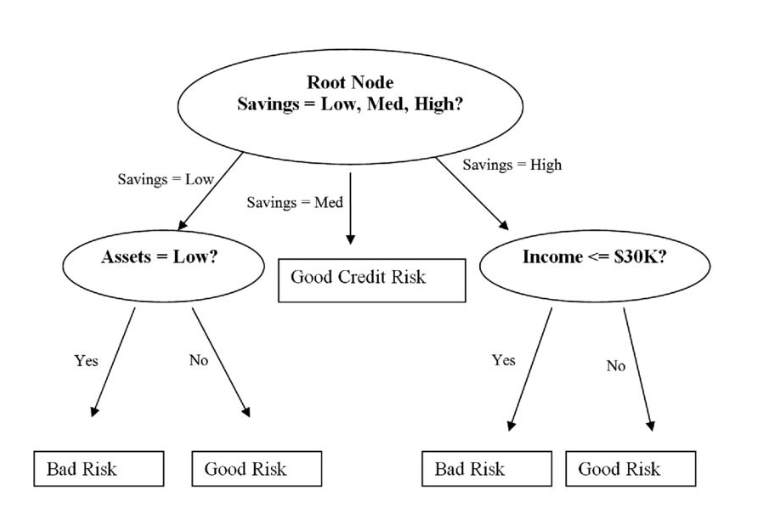 Root Node
Savings = Low, Med, High?
Savings = Low
Savings = Med
Savings = High
Assets = Low?
Good Credit Risk
Income <= $30K?
Yes
No
Yes
No
Bad Risk
Good Risk
Bad Risk
Good Risk